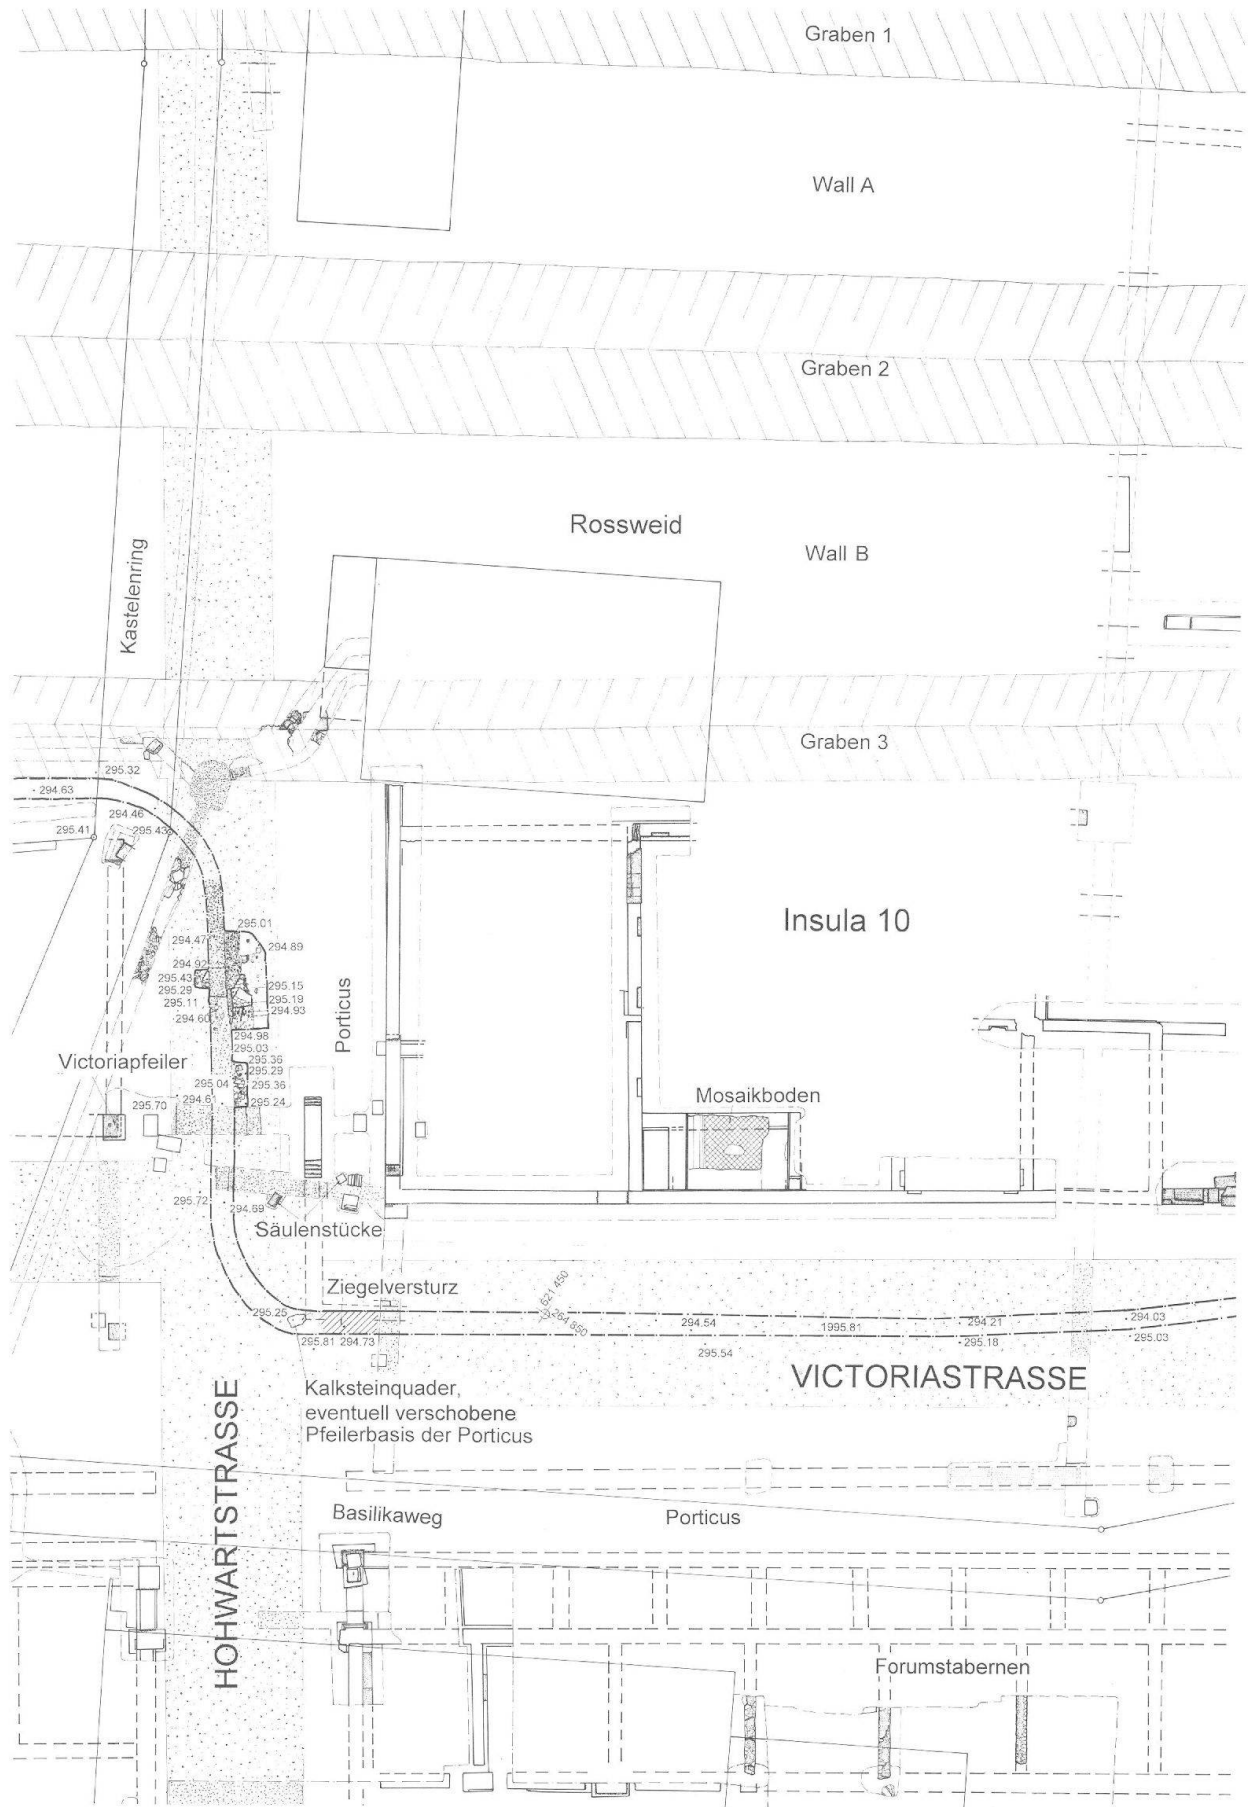 Graben 1
Wall A
Graben 2
Rossweid
Wall B
Kastelenring
Graben 3
295.32
294.63
294.46
295.41
295.43
Insula 10
295.01
294.47
294.89
294.92
295.43
295.29
295.15
295.11
295.19
294.93
294.60
Porticus
294.98
295.03
Victoriapfeiler
295.36
295.29
295.04
295.36
294.61
295.24
295.70
Mosaikboden
295.72
294.69
Säulenstücke
Ziegelversturz
621.450
264.850
295.25
295.81
294.73
294.54
1995.81
294.21
294.03
295.18
295.03
295.54
VICTORIASTRASSE
HOHWARTSTRASSE
Kalksteinquader,
eventuell verschobene
Pfeilerbasis der Porticus
Basilikaweg
Porticus
Forumstabernen